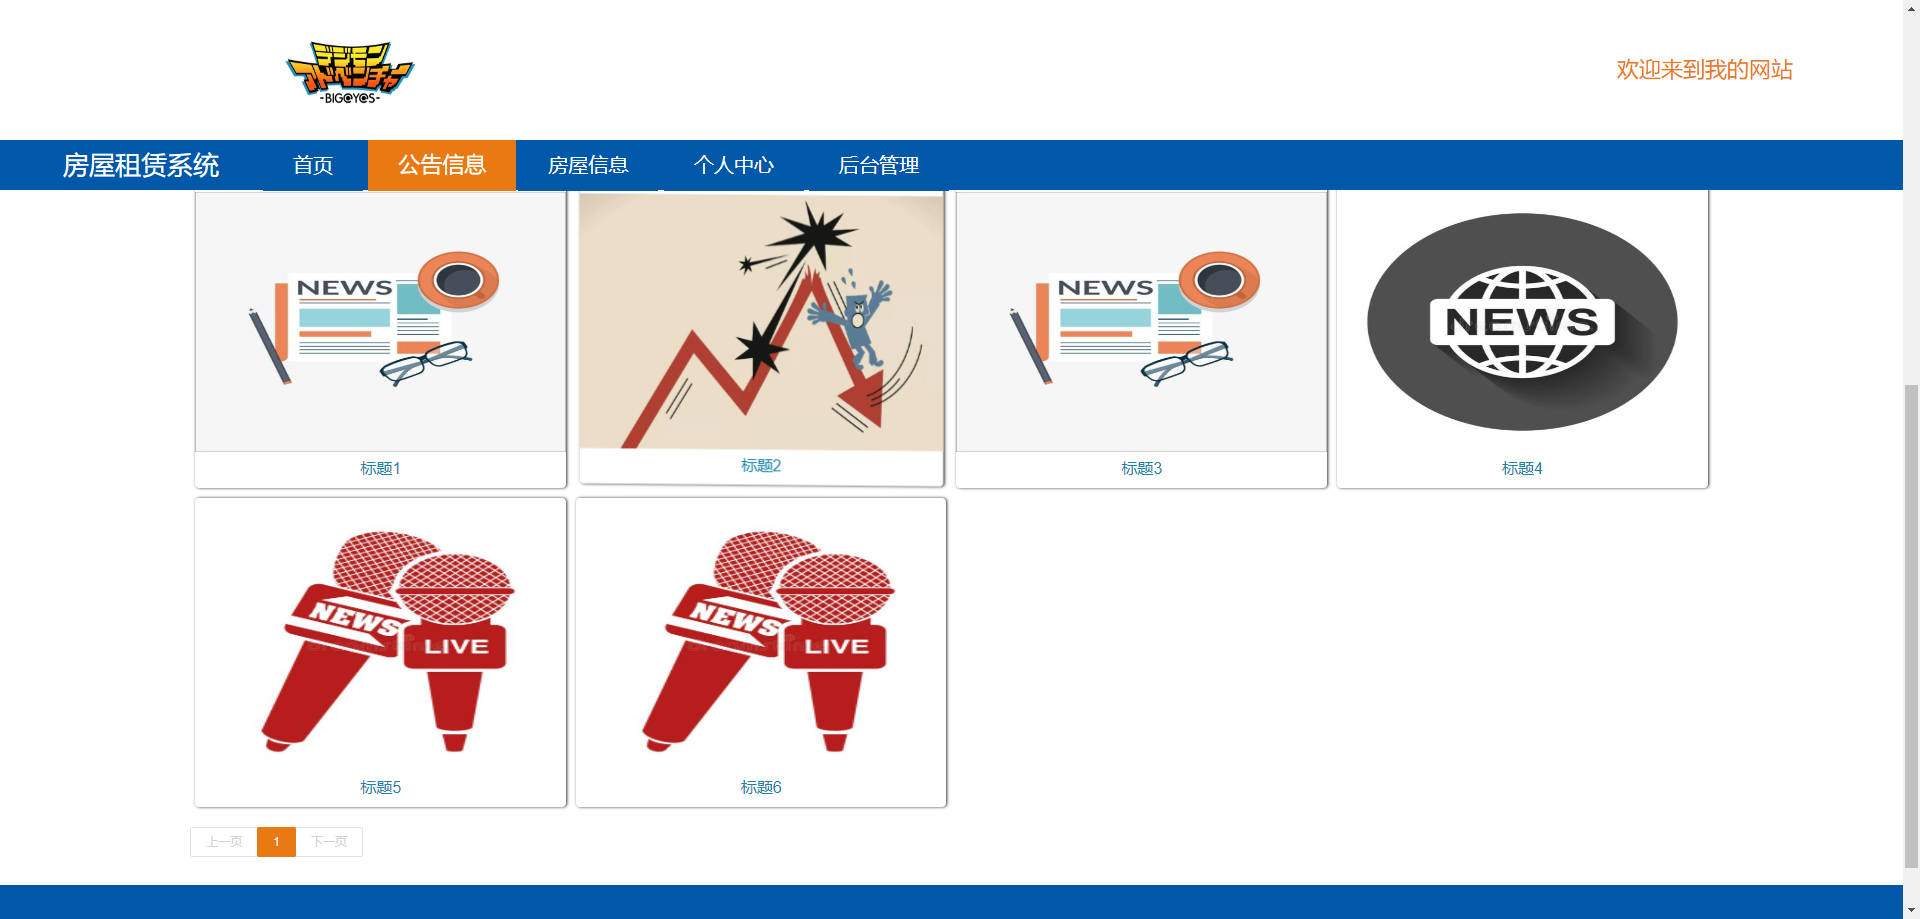 デジモン
アドベンチャー
-BIGEYES-
欢迎来到我的网站
房屋租赁系统 首页 公告信息 房屋信息 个人中心 后台管理
NEWS
NEWS
NEWS
标题1 标题2 标题3 标题4
NEWS LIVE
NEWS LIVE
标题5 标题6
上一页 1 下一页